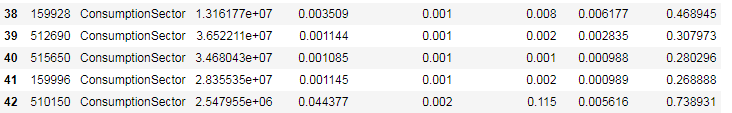 38 159928 ConsumptionSector 1.316177e+07 0.003509 0.001 0.008 0.006177 0.468945
39 512690 ConsumptionSector 3.652211e+07 0.001144 0.001 0.002 0.002835 0.307973
40 515650 ConsumptionSector 3.468043e+07 0.001085 0.001 0.001 0.000988 0.280296
41 159996 ConsumptionSector 2.835535e+07 0.001145 0.001 0.002 0.000989 0.268888
42 510150 ConsumptionSector 2.547955e+06 0.044377 0.002 0.115 0.005616 0.738931